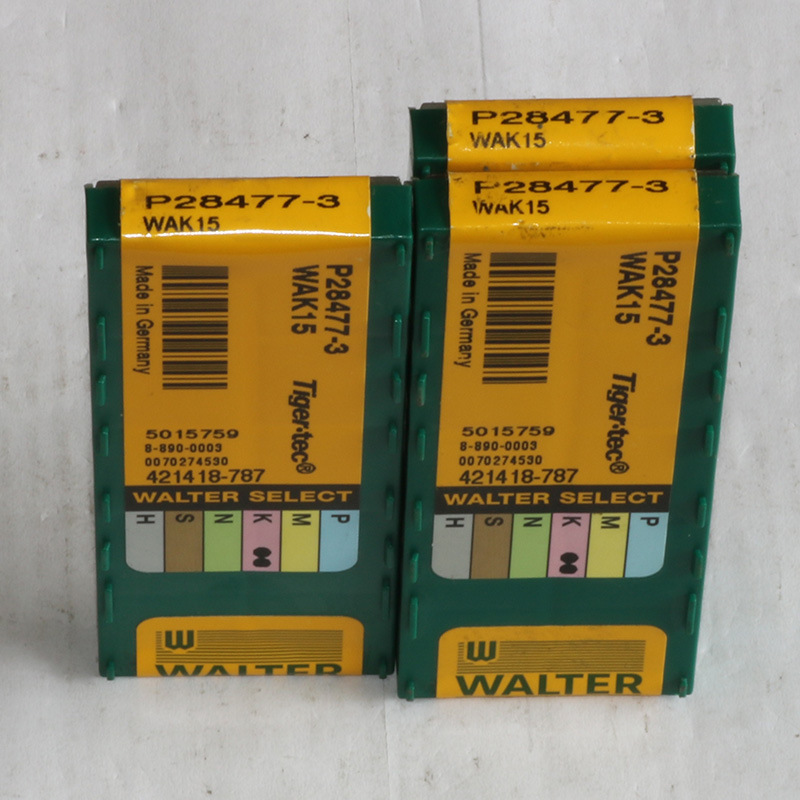 P28477-3
WAK15
P28477-3
WAK15
Made in Germany
Tiger·tec®
5015759
8-890-0003
0070274530
421418-787
WALTER SELECT
H S N K M P
W
WALTER
P28477-3
WAK15
P28477-3
WAK15
P28477-3
WAK15
Made in Germany
Tiger·tec®
5015759
8-890-0003
0070274530
421418-787
WALTER SELECT
H S N K M P
W
WALTER